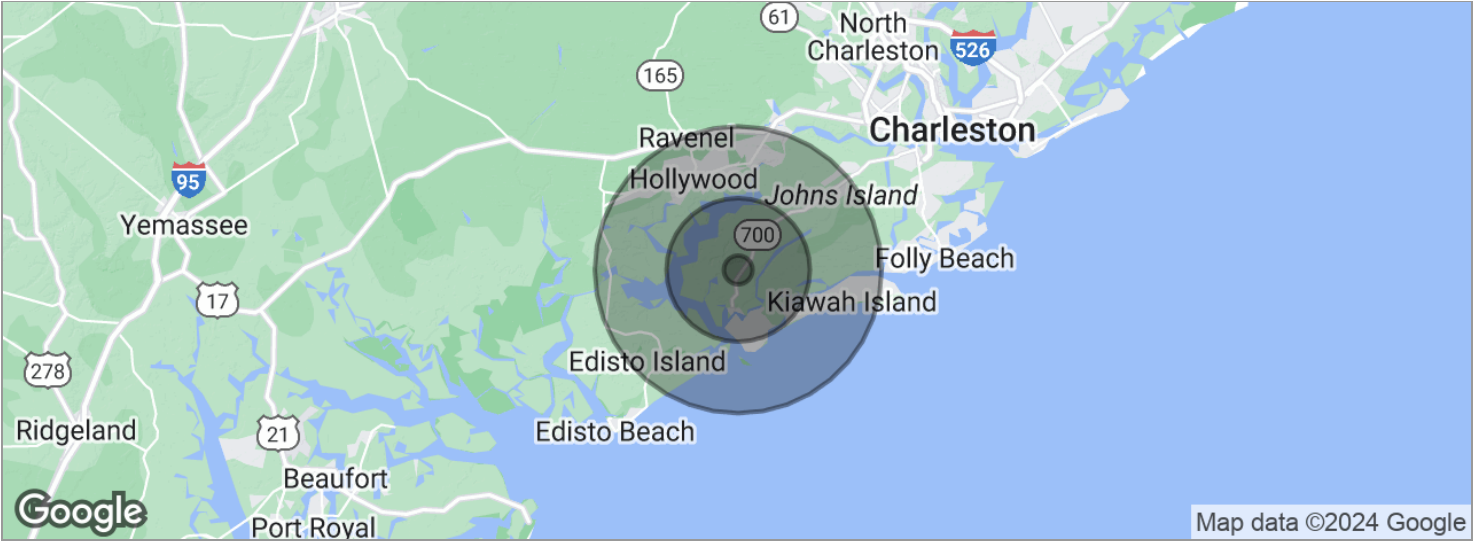 61
North
Charleston
526
165
Charleston
Ravenel
95
Hollywood
Johns Island
Yemassee
700
Folly Beach
17
Kiawah Island
Edisto Island
278
Ridgeland
21
Edisto Beach
Beaufort
Google
Port Royal
Map data ©2024 Google